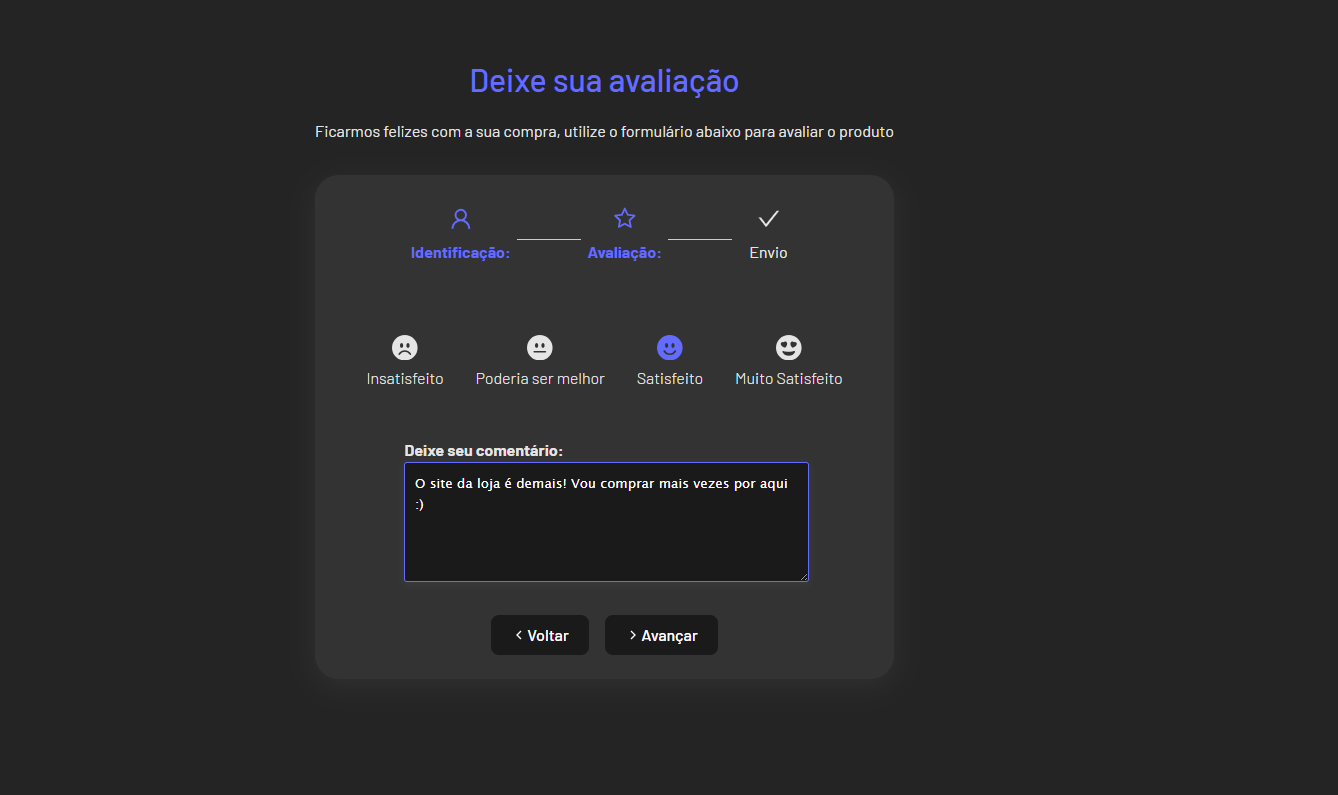 Deixe sua avaliação
Ficarmos felizes com a sua compra, utilize o formulário abaixo para avaliar o produto
Identificação: Avaliação: Envio
Insatisfeito Poderia ser melhor Satisfeito Muito Satisfeito
Deixe seu comentário:
O site da loja é demais! Vou comprar mais vezes por aqui
:)
Voltar Avançar